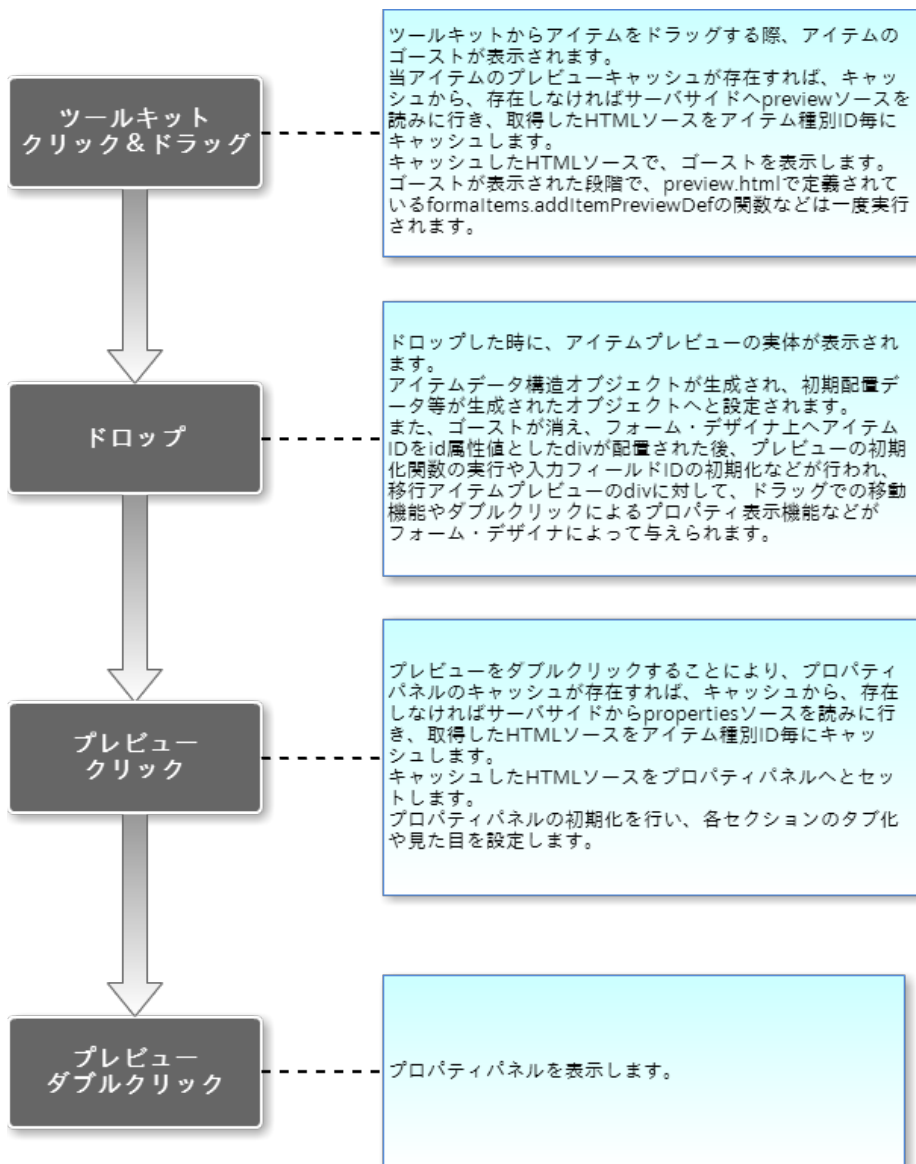 ツールキット
クリック＆ドラッグ
ツールキットからアイテムをドラッグする際、アイテムの
ゴーストが表示されます。
当アイテムのプレビューキャッシュが存在すれば、キャッ
シュから、存在しなければサーバサイドへpreviewソースを
読みに行き、取得したHTMLソースをアイテム種別ID毎に
キャッシュします。
キャッシュしたHTMLソースで、ゴーストを表示します。
ゴーストが表示された段階で、preview.htmlで定義されて
いるformaItems.addItemPreviewDefの関数などは一度実行
されます。
ドロップ
ドロップした時に、アイテムプレビューの実体が表示され
ます。
アイテムデータ構造オブジェクトが生成され、初期配置デ
ータ等が生成されたオブジェクトへと設定されます。
また、ゴーストが消え、フォーム・デザイナ上へアイテム
IDをid属性値としたdivが配置された後、プレビューの初期
化関数の実行や入力フィールドIDの初期化などが行われ、
移行アイテムプレビューのdivに対して、ドラッグでの移動
機能やダブルクリックによるプロパティ表示機能などが
フォーム・デザイナによって与えられます。
プレビュー
クリック
プレビューをダブルクリックすることにより、プロパティ
パネルのキャッシュが存在すれば、キャッシュから、存在
しなければサーバサイドからpropertiesソースを読みに行
き、取得したHTMLソースをアイテム種別ID毎にキャッ
シュします。
キャッシュしたHTMLソースをプロパティパネルへとセッ
トします。
プロパティパネルの初期化を行い、各セクションのタブ化
や見た目を設定します。
プレビュー
ダブルクリック
プロパティパネルを表示します。